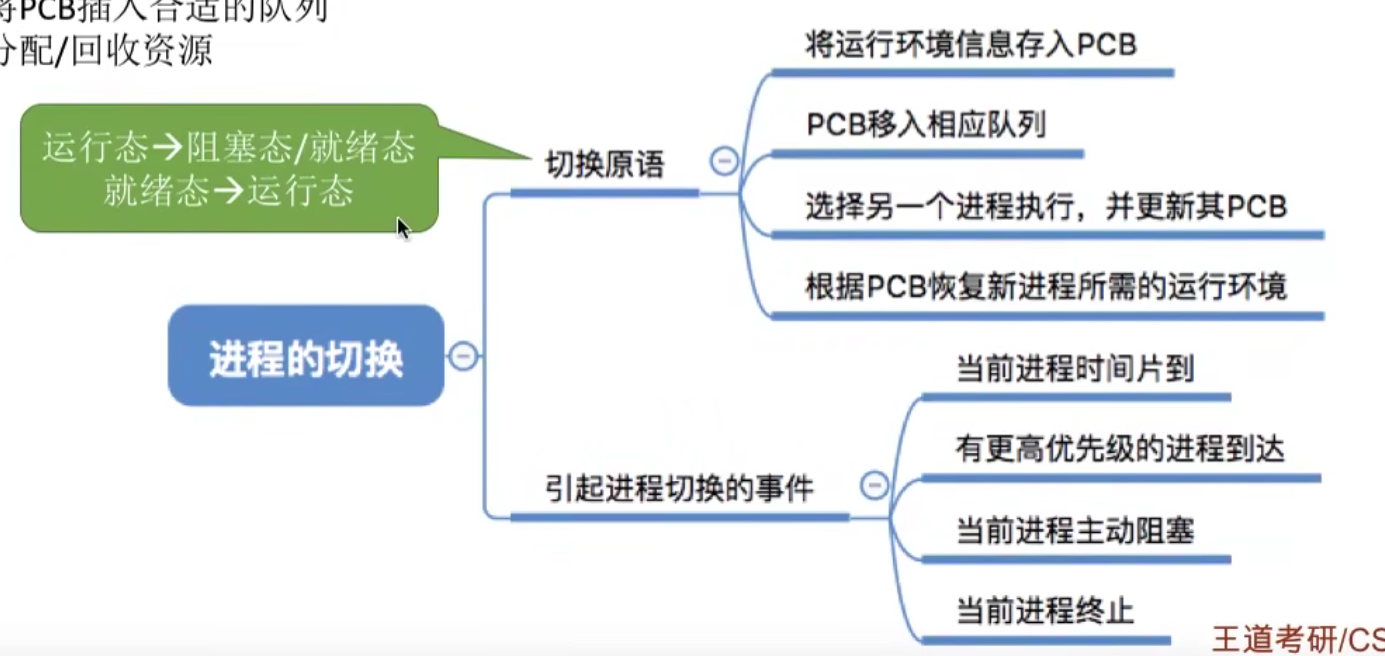 将PCB插入合适的队列
分配/回收资源
运行态→阻塞态/就绪态
就绪态→运行态
进程的切换
切换原语
将运行环境信息存入PCB
PCB移入相应队列
选择另一个进程执行，并更新其PCB
根据PCB恢复新进程所需的运行环境
引起进程切换的事件
当前进程时间片到
有更高优先级的进程到达
当前进程主动阻塞
当前进程终止
王道考研/CS